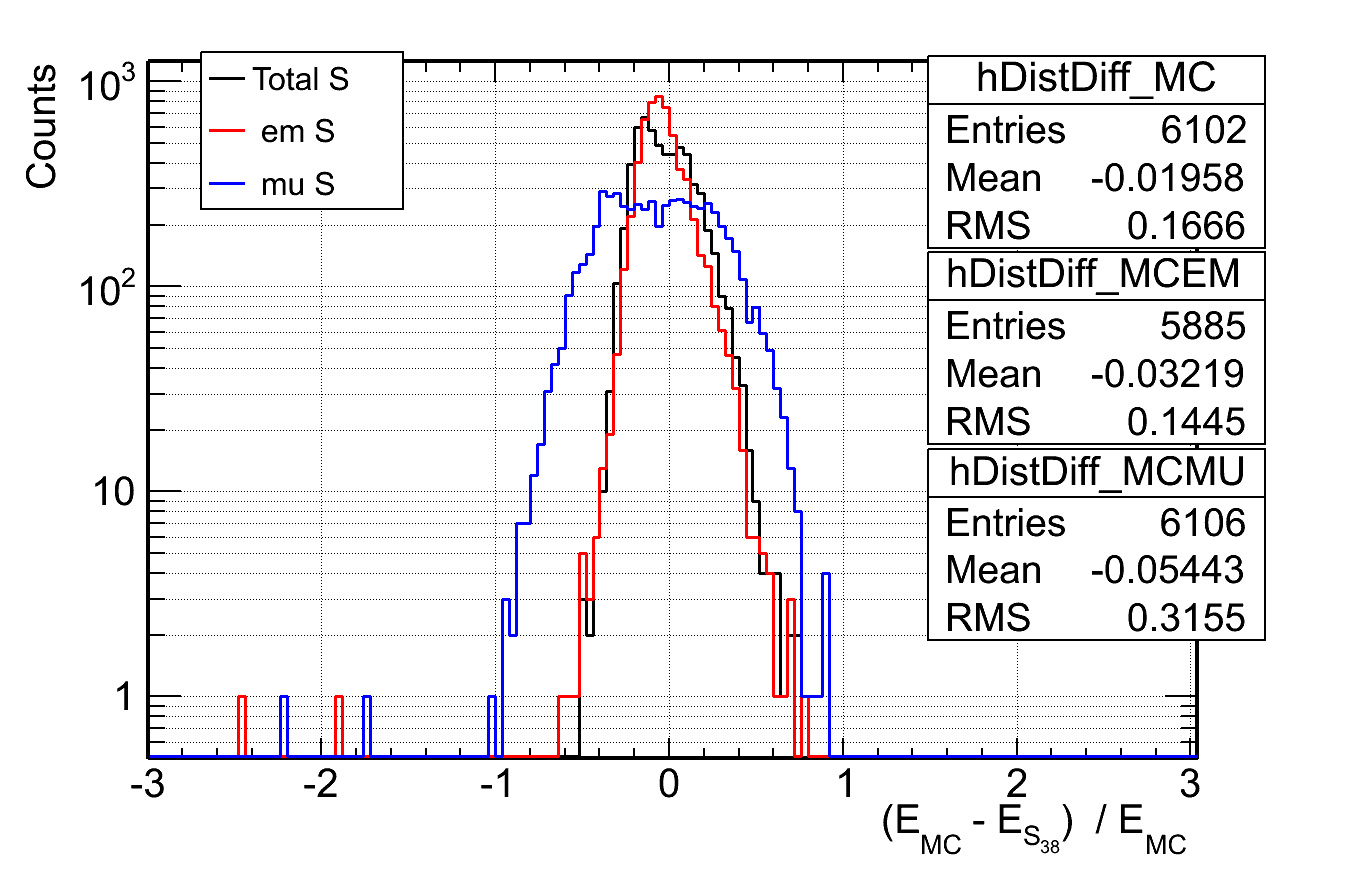 Counts
10³
10²
10
1
Total S
em S
mu S
hDistDiff_MC
Entries 6102
Mean -0.01958
RMS 0.1666
hDistDiff_MCEM
Entries 5885
Mean -0.03219
RMS 0.1445
hDistDiff_MCMU
Entries 6106
Mean -0.05443
RMS 0.3155
-3 -2 -1 0 1 2 3
(E_MC - E_S_38) / E_MC